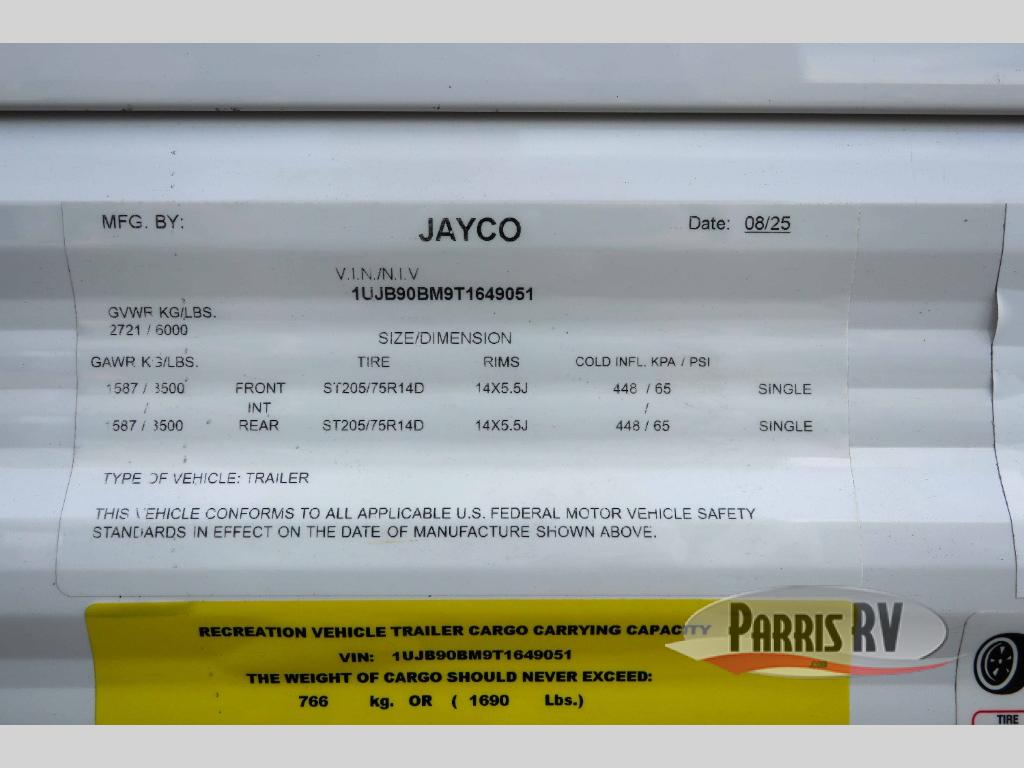 MFG. BY: JAYCO Date: 08/25
V.I.N./N.I.V
1UJB90BM9T1649051
GVWR KG/LBS.
2721 / 6000
SIZE/DIMENSION
GAWR KG/LBS. TIRE RIMS COLD INFL. KPA / PSI
1587 / 3500 FRONT ST205/75R14D 14X5.5J 448 / 65 SINGLE
/ INT /
1587 / 3500 REAR ST205/75R14D 14X5.5J 448 / 65 SINGLE
TYPE OF VEHICLE: TRAILER
THIS VEHICLE CONFORMS TO ALL APPLICABLE U.S. FEDERAL MOTOR VEHICLE SAFETY
STANDARDS IN EFFECT ON THE DATE OF MANUFACTURE SHOWN ABOVE.
RECREATION VEHICLE TRAILER CARGO CARRYING CAPACITY
VIN: 1UJB90BM9T1649051
THE WEIGHT OF CARGO SHOULD NEVER EXCEED:
766 kg. OR ( 1690 Lbs.)
PARRIS RV
.com
TIRE